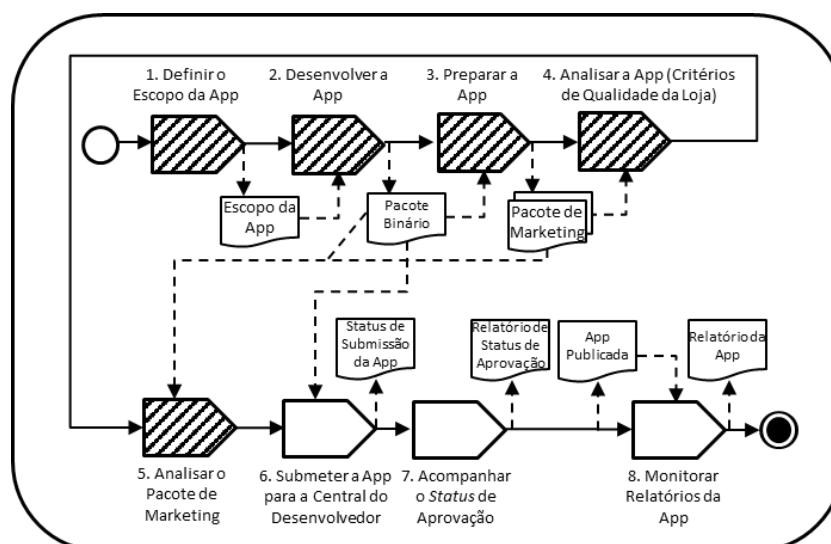 1. Definir o
Escopo da App
2. Desenvolver a
App
3. Preparar a
App
4. Analisar a App (Critérios
de Qualidade da Loja)
Escopo da
App
Pacote
Binário
Pacote de
Marketing
Status de
Submissão
da App
Relatório de
Status de
Aprovação
App
Publicada
Relatório da
App
5. Analisar o
Pacote de
Marketing
6. Submeter a App
para a Central do
Desenvolvedor
7. Acompanhar
o Status de
Aprovação
8. Monitorar
Relatórios da
App